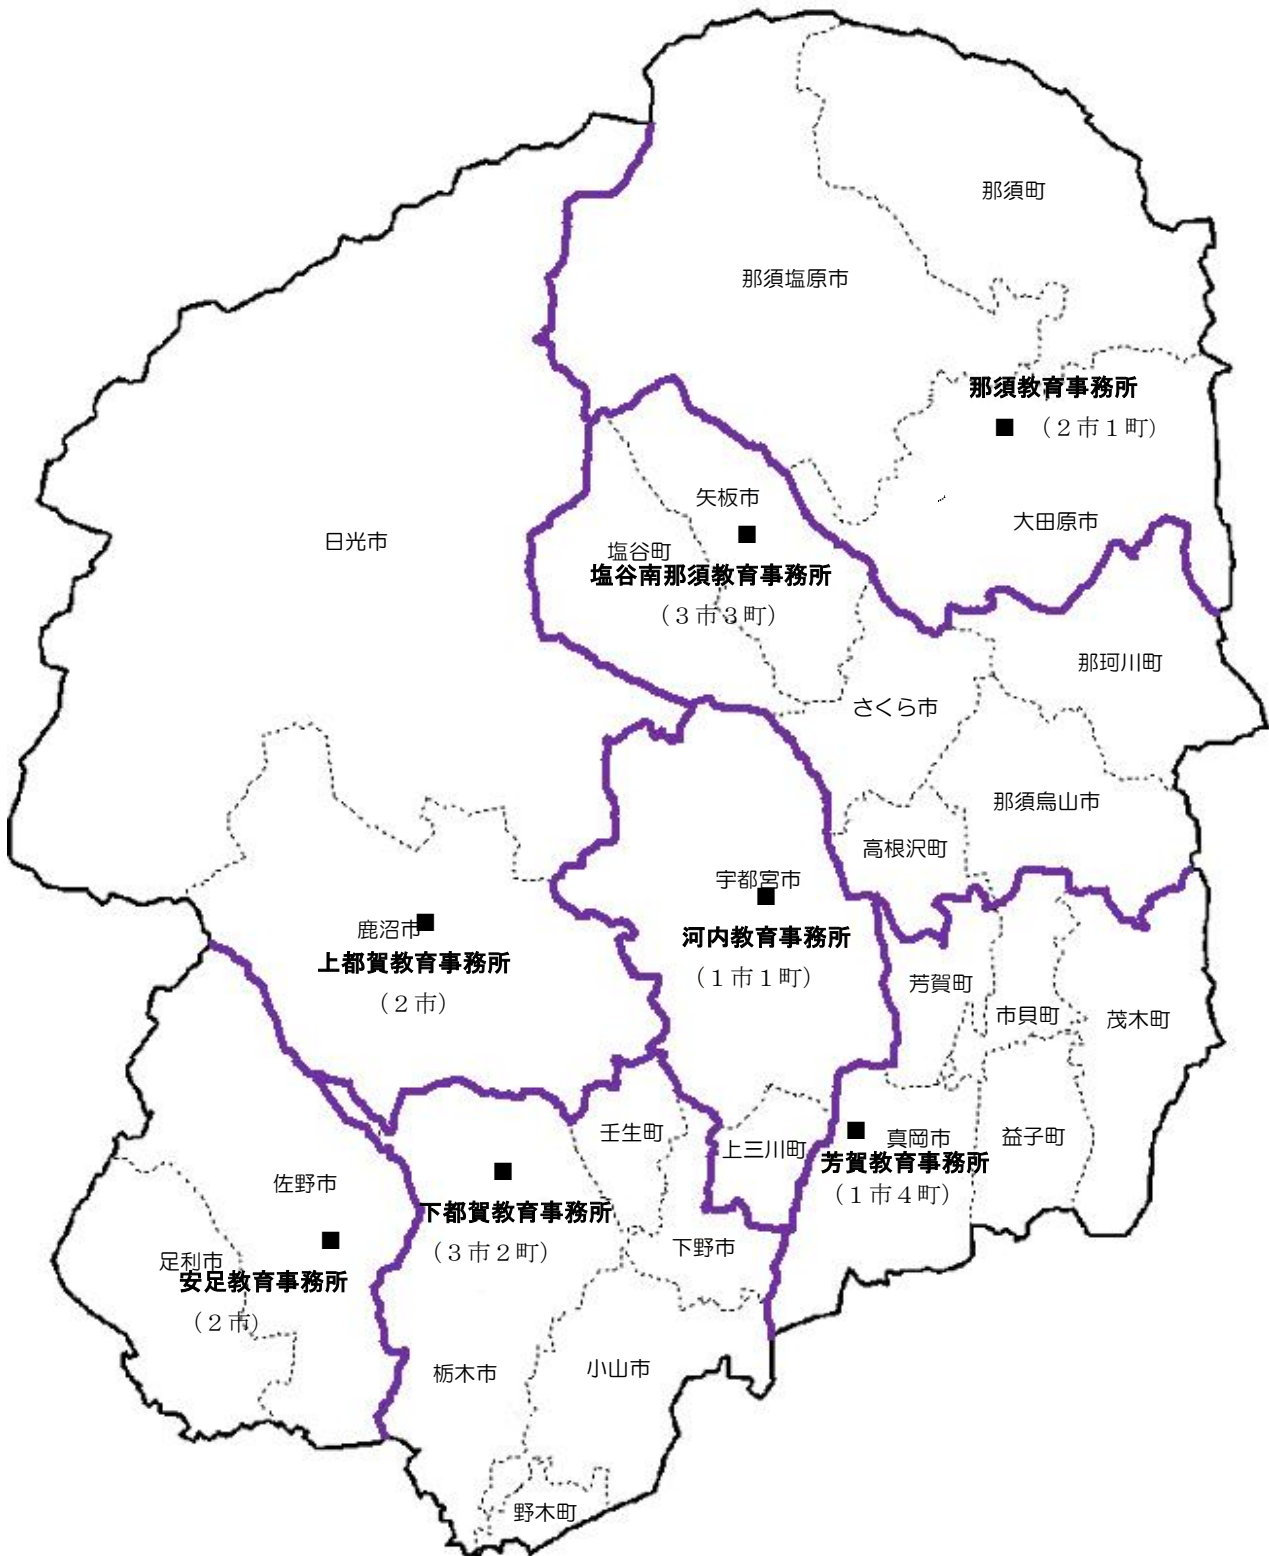 那須町
那須塩原市
那須教育事務所
■ （２市１町）
大田原市
矢板市
塩谷町
塩谷南那須教育事務所
（３市３町）
日光市
那珂川町
さくら市
那須烏山市
高根沢町
宇都宮市
河内教育事務所
（１市１町）
鹿沼市
上都賀教育事務所
（２市）
芳賀町
市貝町
茂木町
壬生町
上三川町
真岡市
益子町
芳賀教育事務所
（１市４町）
佐野市
下都賀教育事務所
（３市２町）
下野市
足利市
安足教育事務所
（２市）
栃木市
小山市
野木町